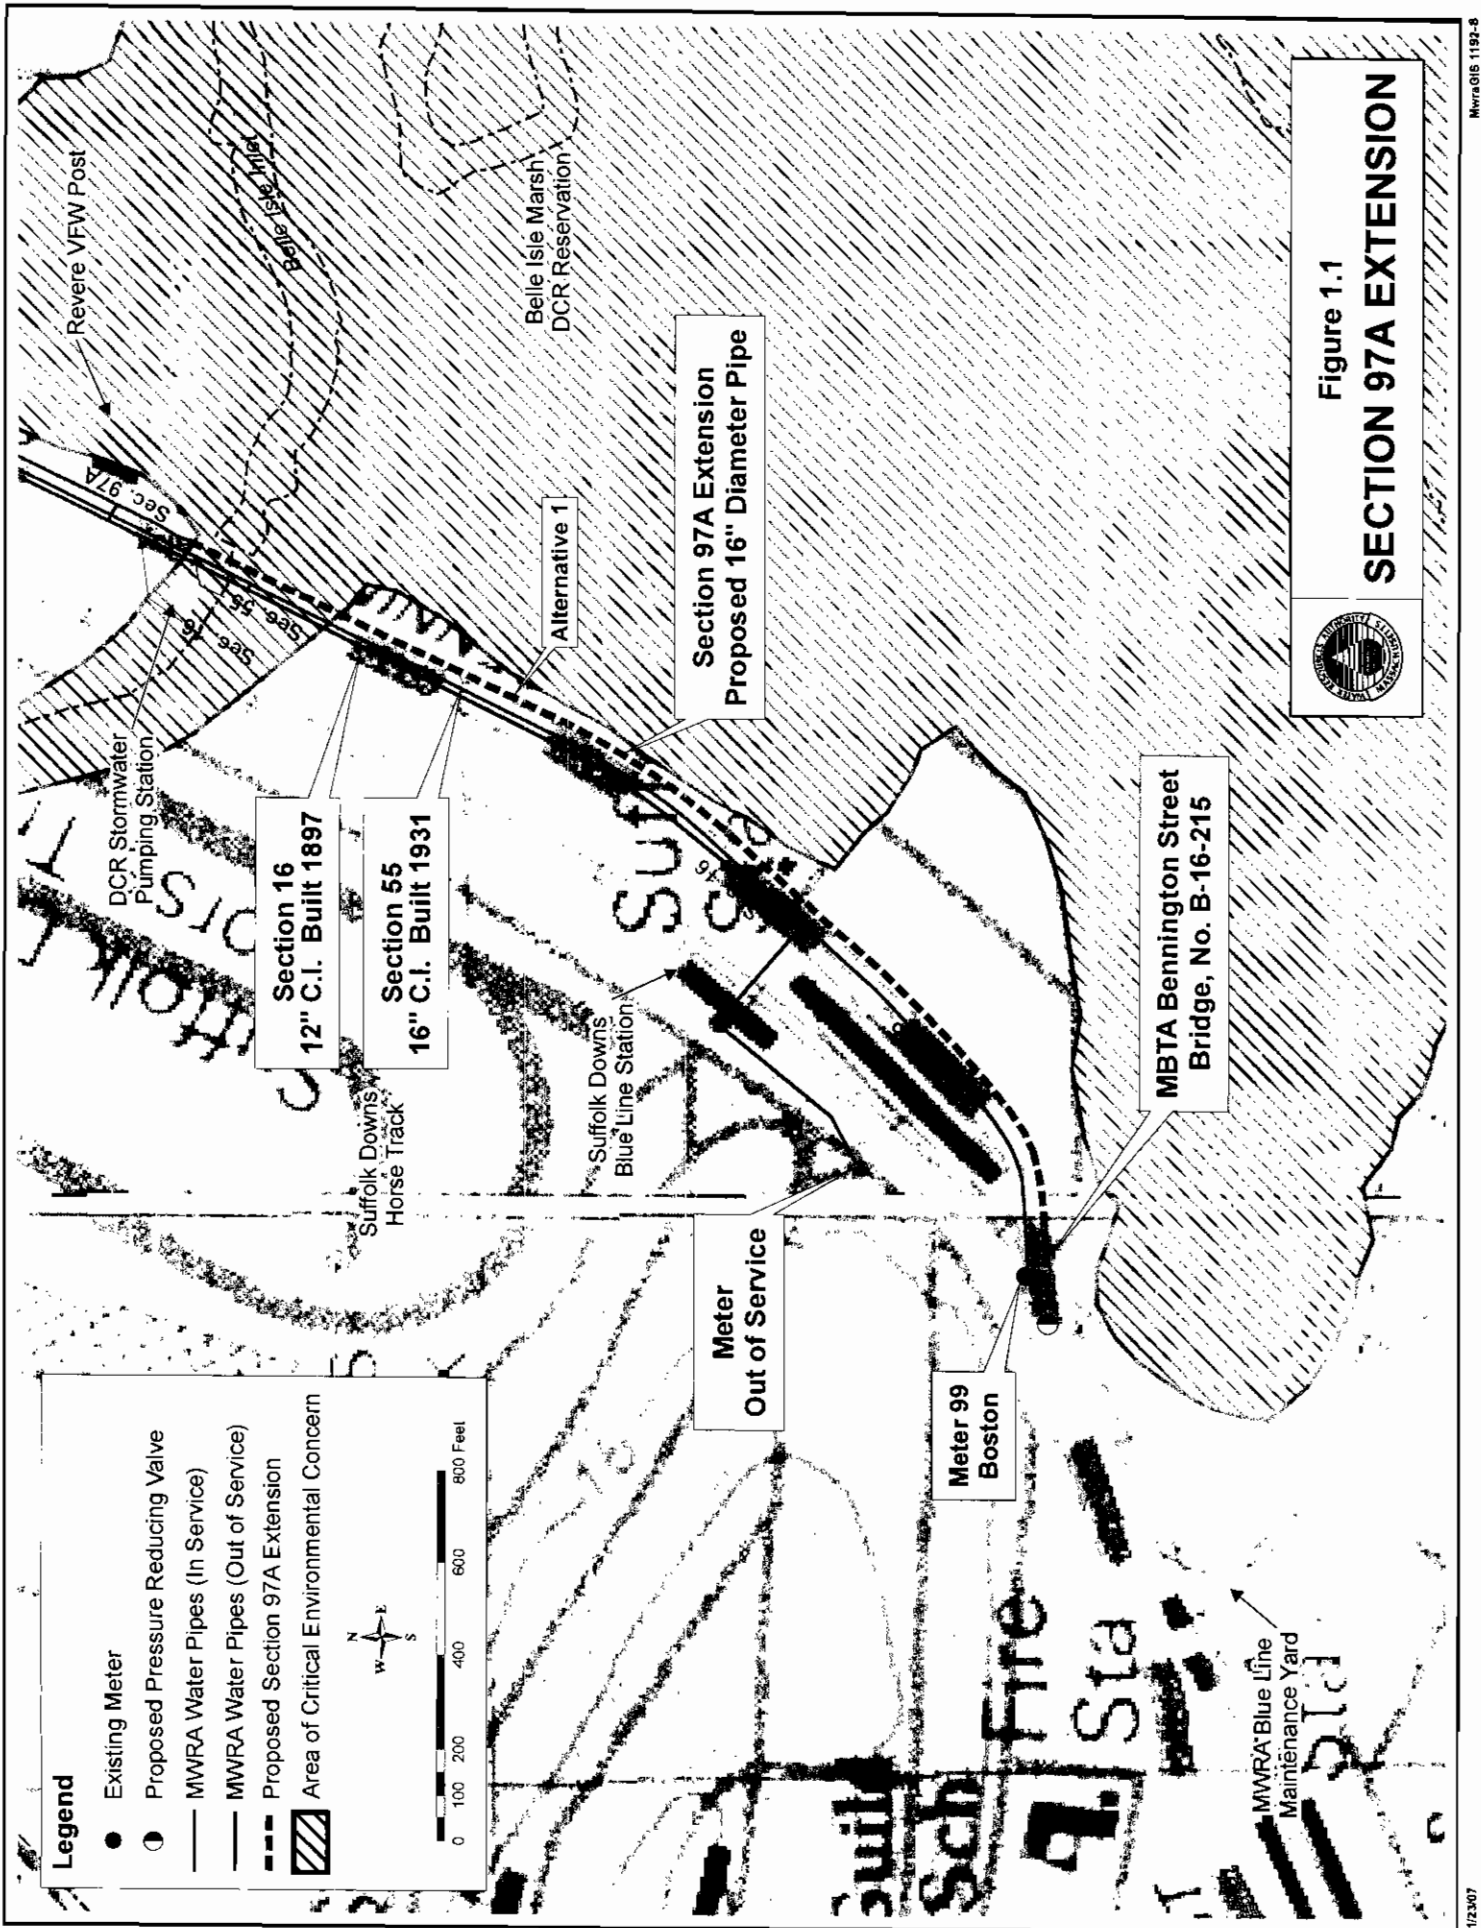 Legend
Existing Meter
Proposed Pressure Reducing Valve
MWRA Water Pipes (In Service)
MWRA Water Pipes (Out of Service)
Proposed Section 97A Extension
Area of Critical Environmental Concern
N
W
E
S
0 100 200 400 600 800 Feet
Revere VFW Post
Belle Isle Inlet
Sec. 97A
Sec. 55
Sec. 16
DCR Stormwater
Pumping Station
Belle Isle Marsh
DCR Reservation
Section 16
12" C.I. Built 1897
Section 55
16" C.I. Built 1931
Alternative 1
Section 97A Extension
Proposed 16" Diameter Pipe
Suffolk Downs
Horse Track
Suffolk Downs
Blue Line Station
16
Meter
Out of Service
Meter 99
Boston
MBTA Bennington Street
Bridge, No. B-16-215
Fire
Sta
Sch
MWRA Blue Line
Maintenance Yard
Figure 1.1
SECTION 97A EXTENSION
MwraGIS 1192-8